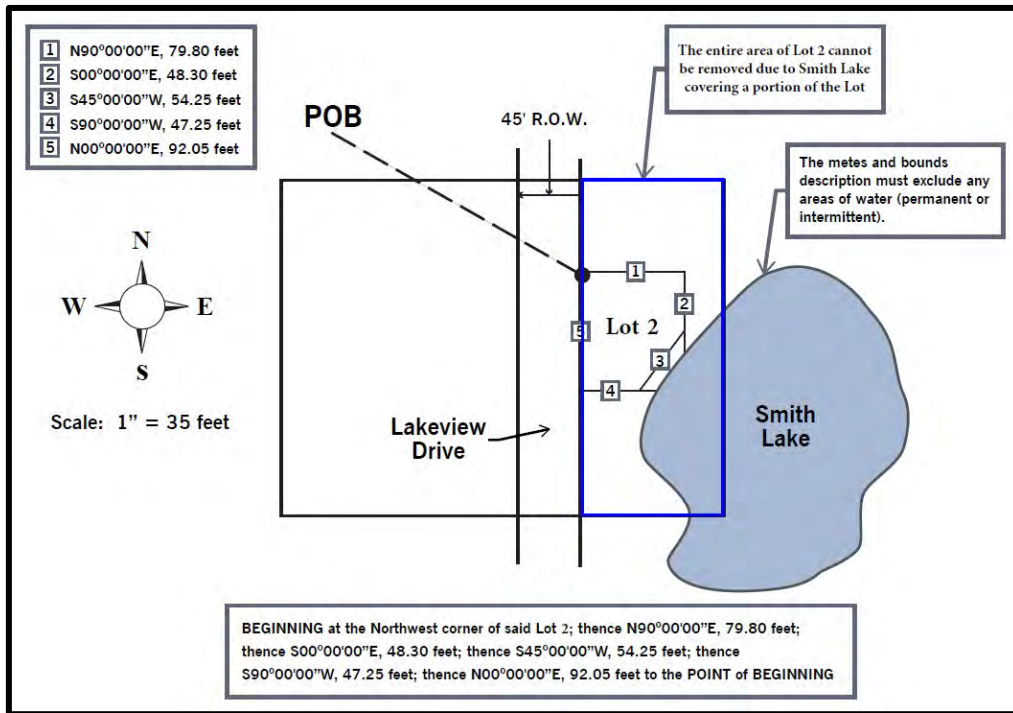 1 N90°00'00"E, 79.80 feet
2 S00°00'00"E, 48.30 feet
3 S45°00'00"W, 54.25 feet
4 S90°00'00"W, 47.25 feet
5 N00°00'00"E, 92.05 feet
The entire area of Lot 2 cannot
be removed due to Smith Lake
covering a portion of the Lot
POB
45' R.O.W.
The metes and bounds
description must exclude any
areas of water (permanent or
intermittent).
N
W E
S
Scale: 1" = 35 feet
1
2
5
Lot 2
3
4
Lakeview
Drive
Smith
Lake
BEGINNING at the Northwest corner of said Lot 2; thence N90°00'00"E, 79.80 feet;
thence S00°00'00"E, 48.30 feet; thence S45°00'00"W, 54.25 feet; thence
S90°00'00"W, 47.25 feet; thence N00°00'00"E, 92.05 feet to the POINT of BEGINNING